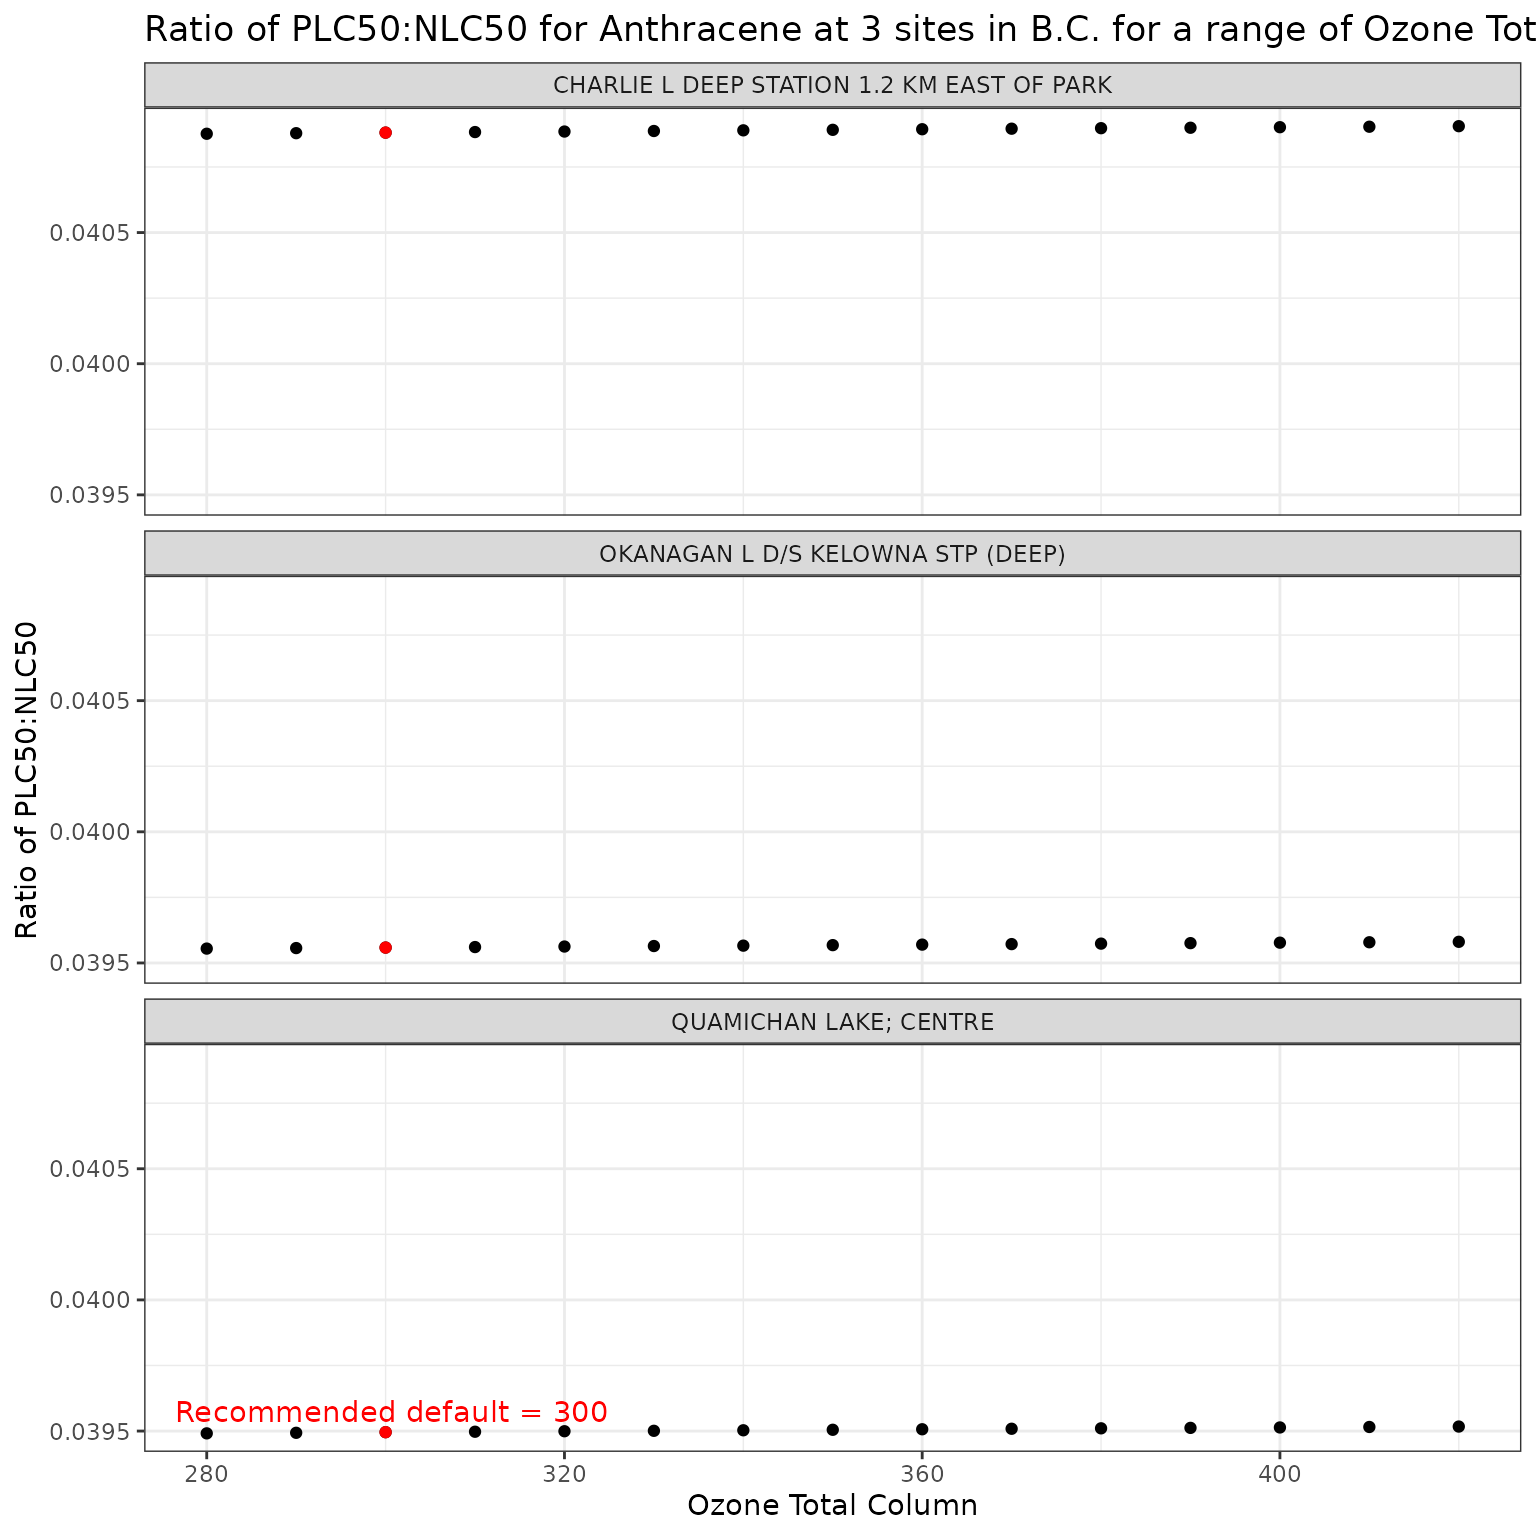 Ratio of PLC50:NLC50 for Anthracene at 3 sites in B.C. for a range of Ozone Tot
CHARLIE L DEEP STATION 1.2 KM EAST OF PARK
0.0405
0.0400
0.0395
OKANAGAN L D/S KELOWNA STP (DEEP)
Ratio of PLC50:NLC50
0.0405
0.0400
0.0395
QUAMICHAN LAKE; CENTRE
0.0405
0.0400
0.0395
Recommended default = 300
280 320 360 400
Ozone Total Column